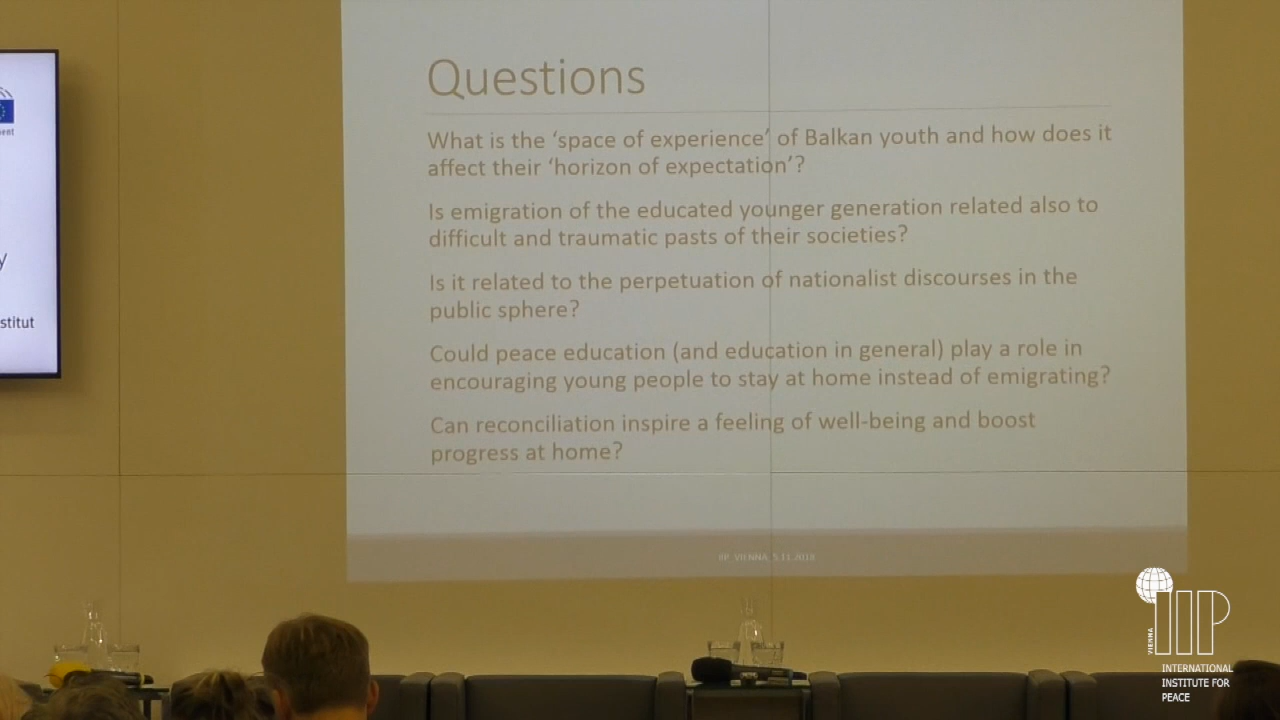 Questions
What is the ‘space of experience’ of Balkan youth and how does it
affect their ‘horizon of expectation’?
Is emigration of the educated younger generation related also to
difficult and traumatic pasts of their societies?
Is it related to the perpetuation of nationalist discourses in the
public sphere?
Could peace education (and education in general) play a role in
encouraging young people to stay at home instead of emigrating?
Can reconciliation inspire a feeling of well-being and boost
progress at home?
VIENNA
stitut
VIENNA
IIP
INTERNATIONAL
INSTITUTE FOR
PEACE